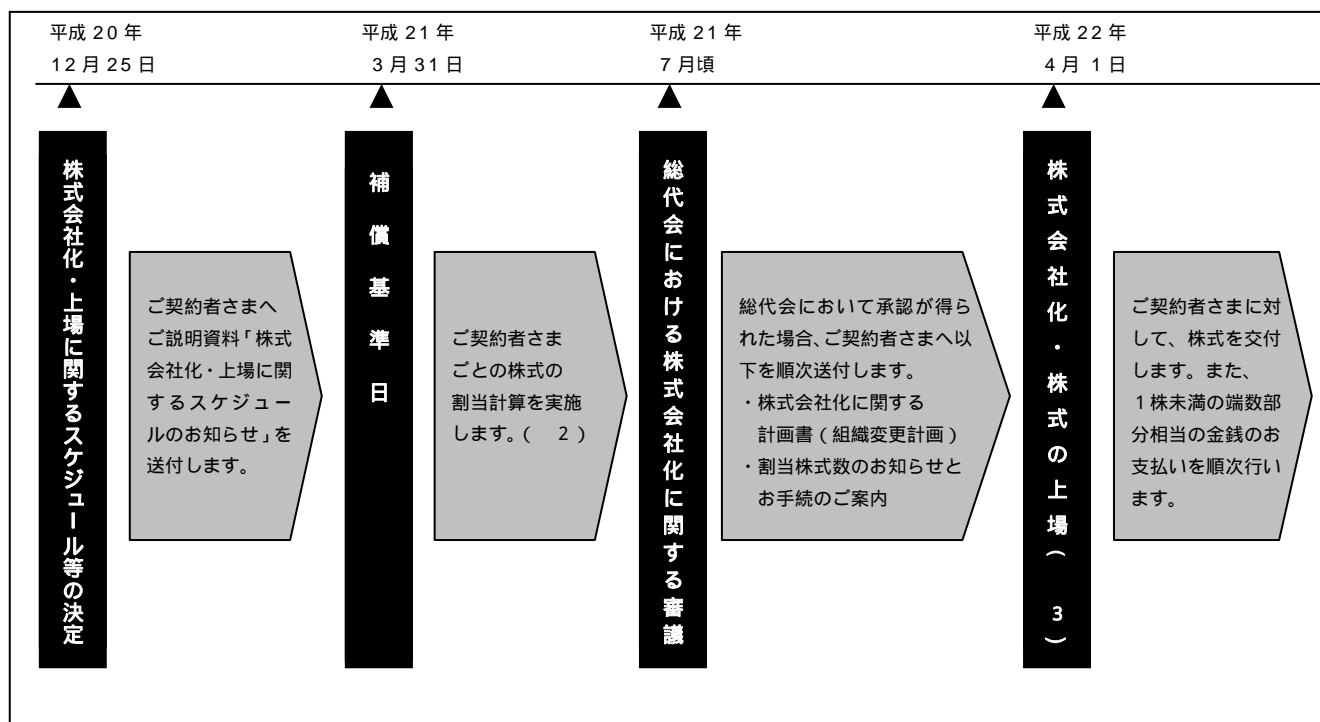 平成20年
12月25日
平成21年
3月31日
平成21年
7月頃
平成22年
4月 1日
株式会社化・上場に関するスケジュール等の決定
ご契約者さまへ
ご説明資料「株式
会社化・上場に関
するスケジュー
ルのお知らせ」を
送付します。
補償基準日
ご契約者さま
ごとの株式の
割当計算を実施
します。( 2)
総代会における株式会社化に関する審議
総代会において承認が得ら
れた場合、ご契約者さまへ以
下を順次送付します。
・株式会社化に関する
計画書(組織変更計画)
・割当株式数のお知らせと
お手続のご案内
株式会社化・株式の上場( 3)
ご契約者さまに対
して、株式を交付
します。また、
1株未満の端数部
分相当の金銭のお
支払いを順次行い
ます。